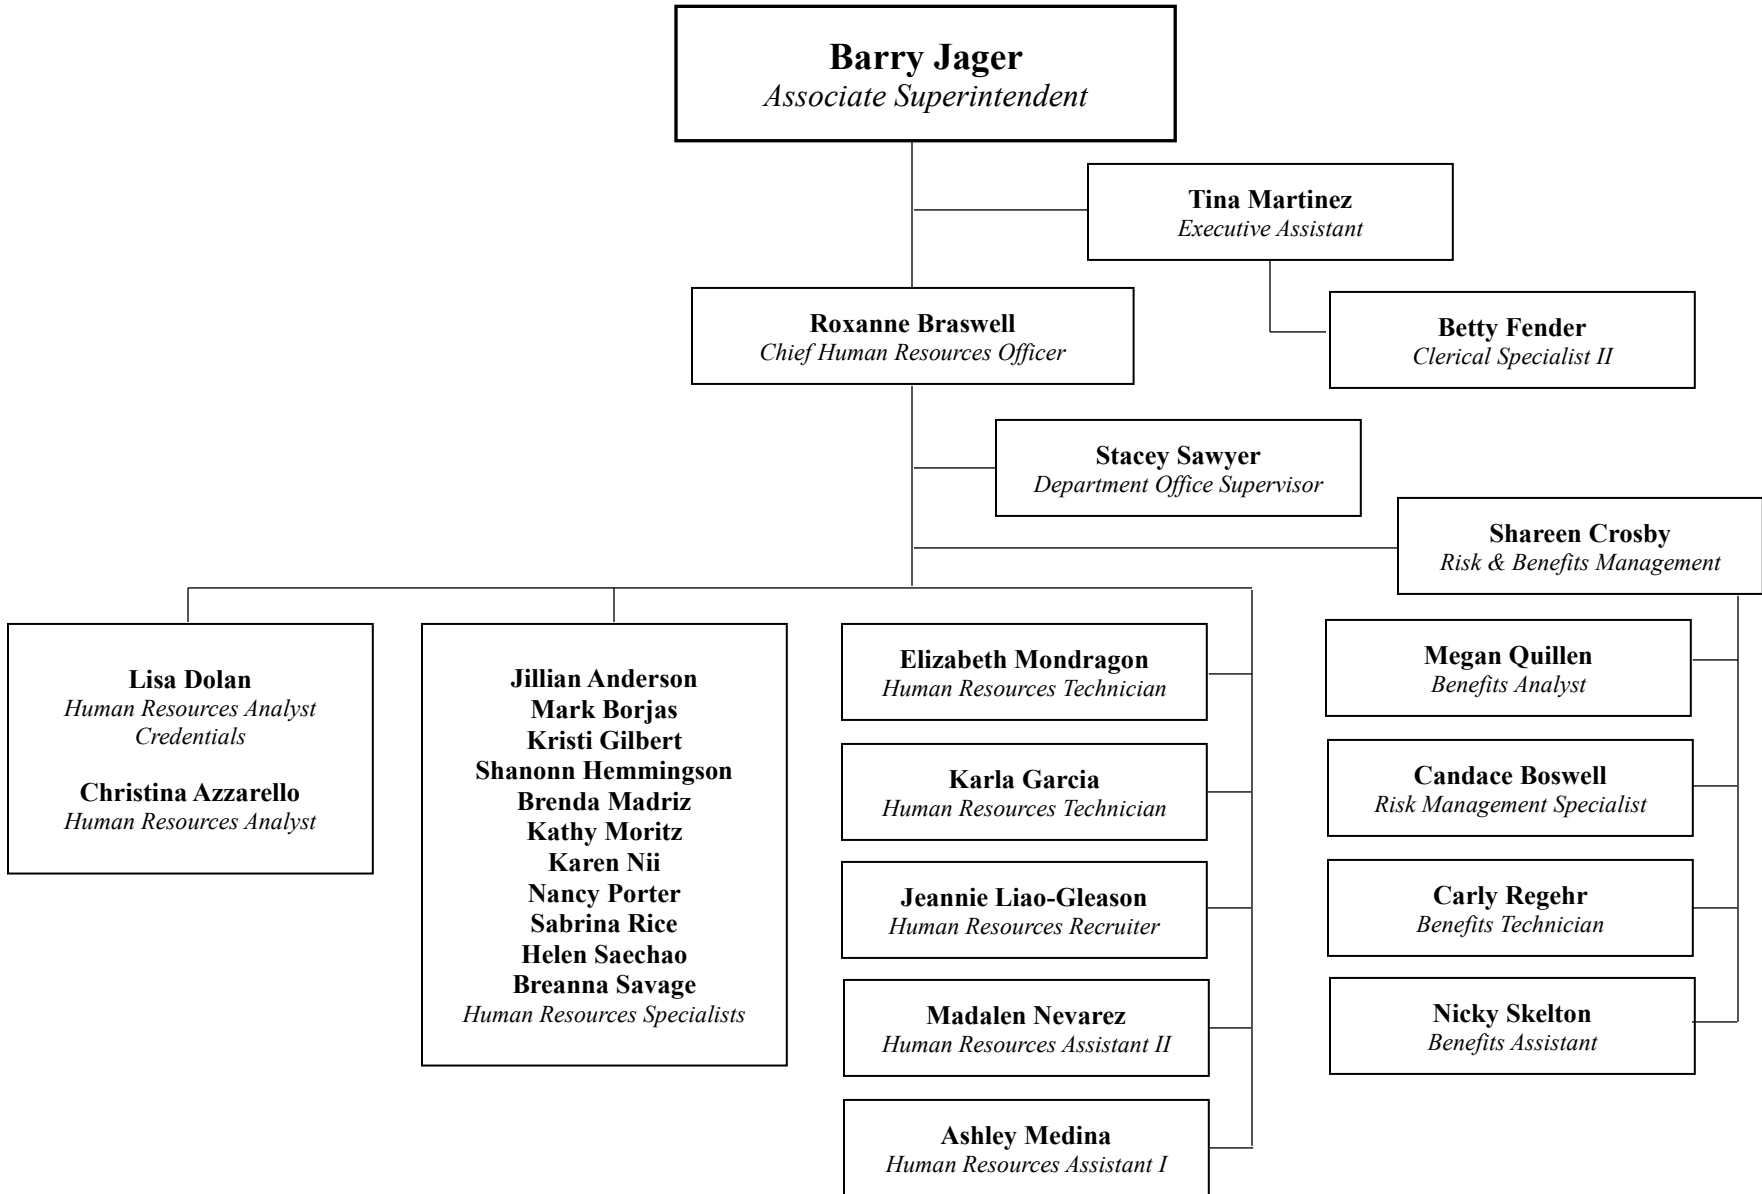 Barry Jager
Associate Superintendent
Tina Martinez
Executive Assistant
Roxanne Braswell
Chief Human Resources Officer
Betty Fender
Clerical Specialist II
Stacey Sawyer
Department Office Supervisor
Shareen Crosby
Risk & Benefits Management
Lisa Dolan
Human Resources Analyst
Credentials
Christina Azzarello
Human Resources Analyst
Jillian Anderson
Mark Borjas
Kristi Gilbert
Shanonn Hemmingson
Brenda Madriz
Kathy Moritz
Karen Nii
Nancy Porter
Sabrina Rice
Helen Saechao
Breanna Savage
Human Resources Specialists
Elizabeth Mondragon
Human Resources Technician
Karla Garcia
Human Resources Technician
Jeannie Liao-Gleason
Human Resources Recruiter
Madalen Nevarez
Human Resources Assistant II
Ashley Medina
Human Resources Assistant I
Megan Quillen
Benefits Analyst
Candace Boswell
Risk Management Specialist
Carly Regehr
Benefits Technician
Nicky Skelton
Benefits Assistant